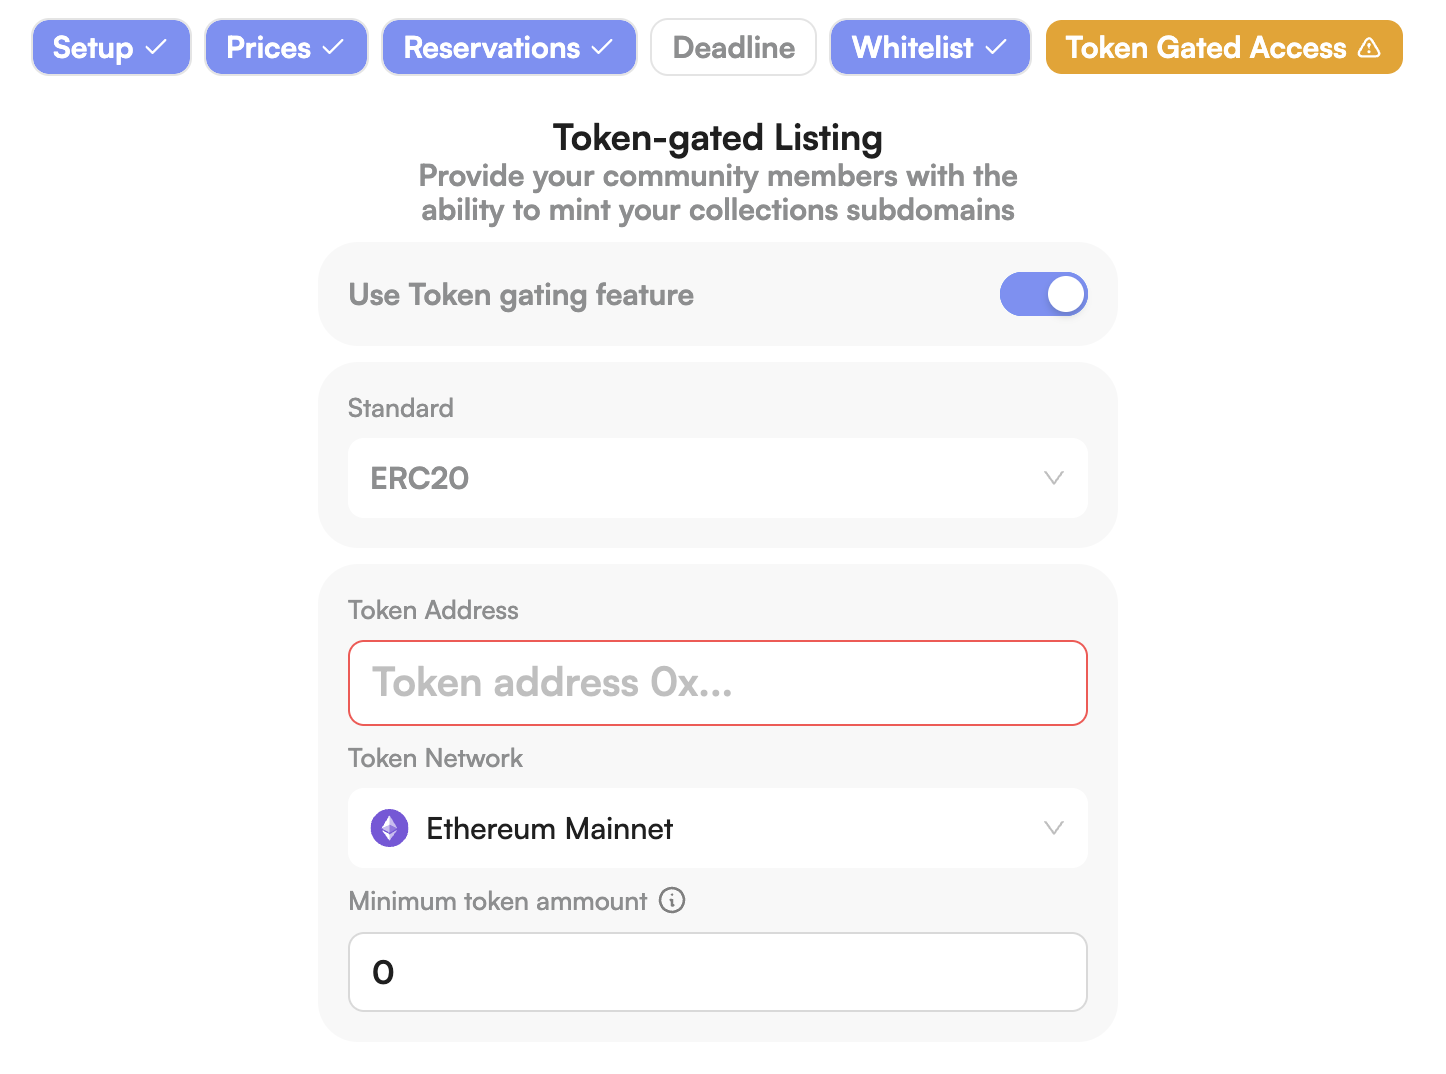 Setup Prices Reservations Deadline Whitelist Token Gated Access
Token-gated Listing
Provide your community members with the
ability to mint your collections subdomains
Use Token gating feature
Standard
ERC20
Token Address
Token address 0x...
Token Network
Ethereum Mainnet
Minimum token ammount
0